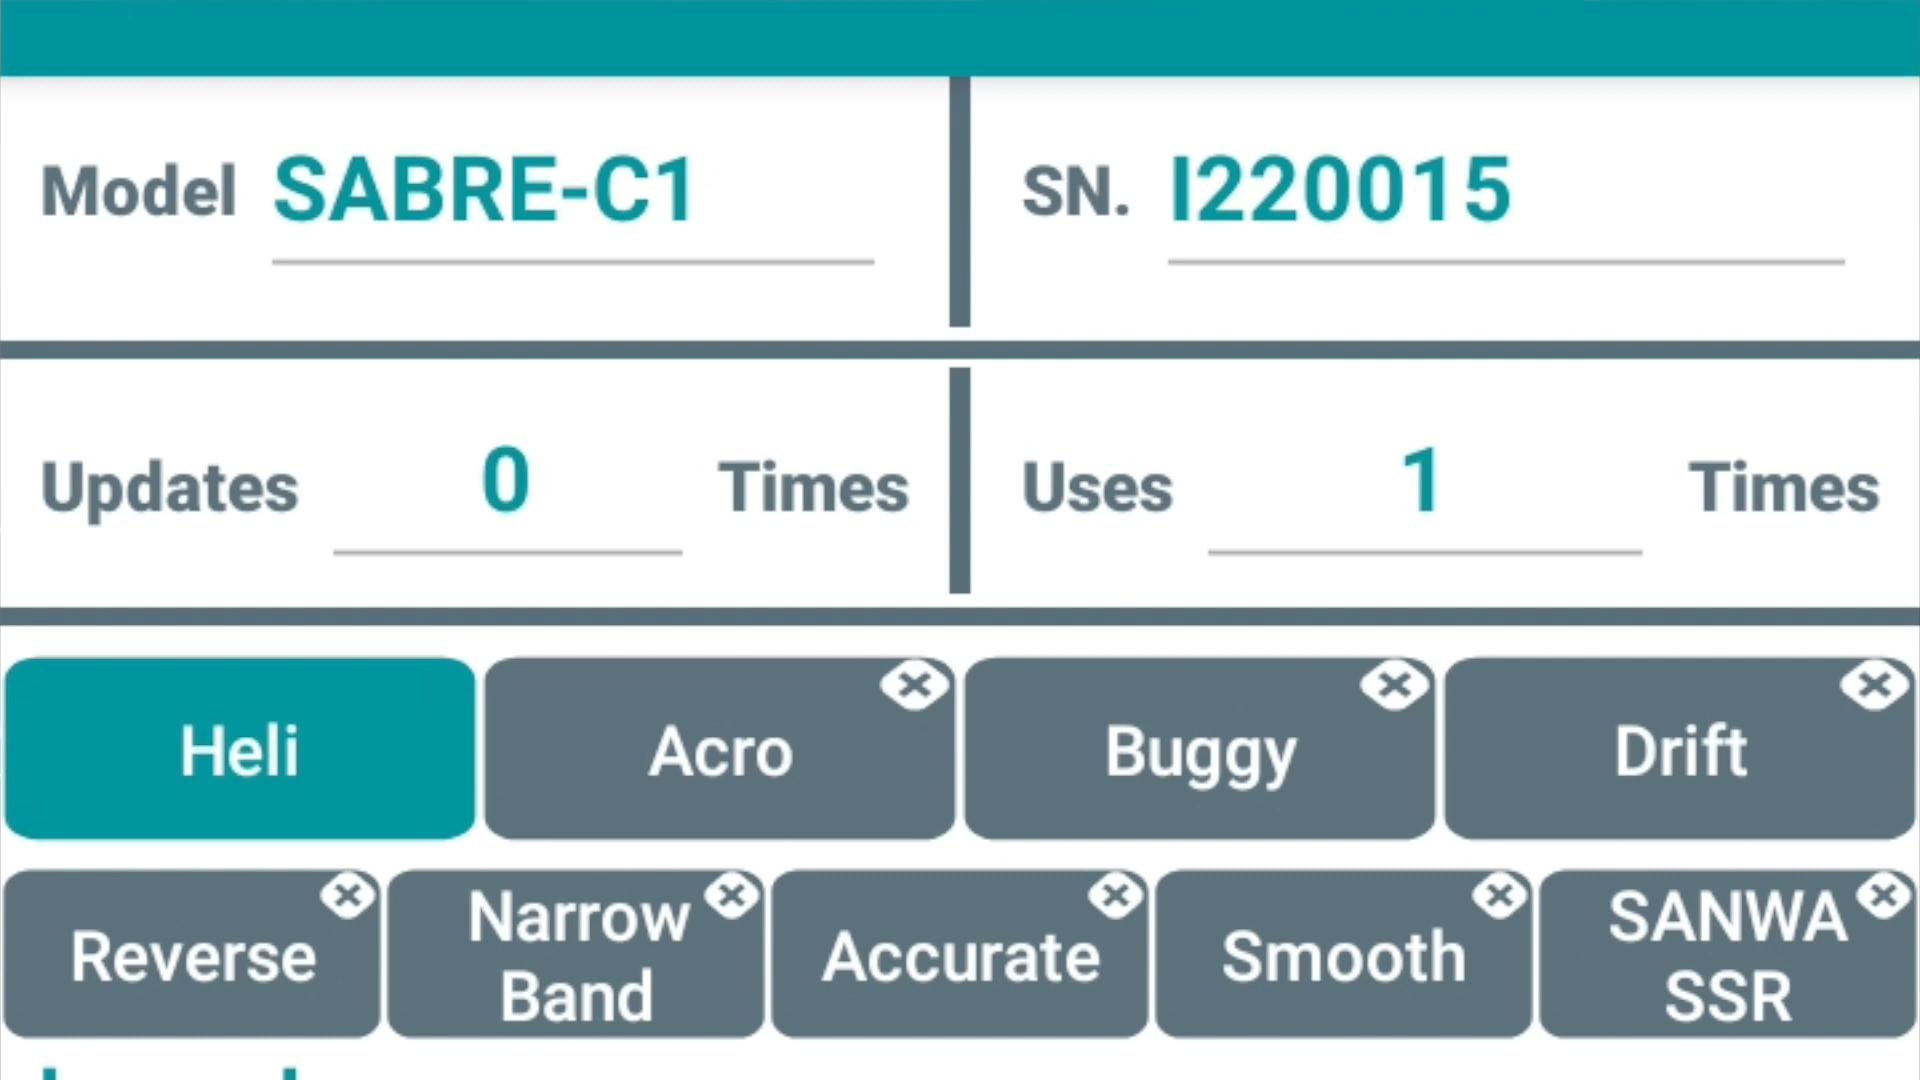 Model SABRE-C1 SN. I220015
Updates 0 Times Uses 1 Times
Heli Acro Buggy Drift
Reverse Narrow Band Accurate Smooth SANWA SSR